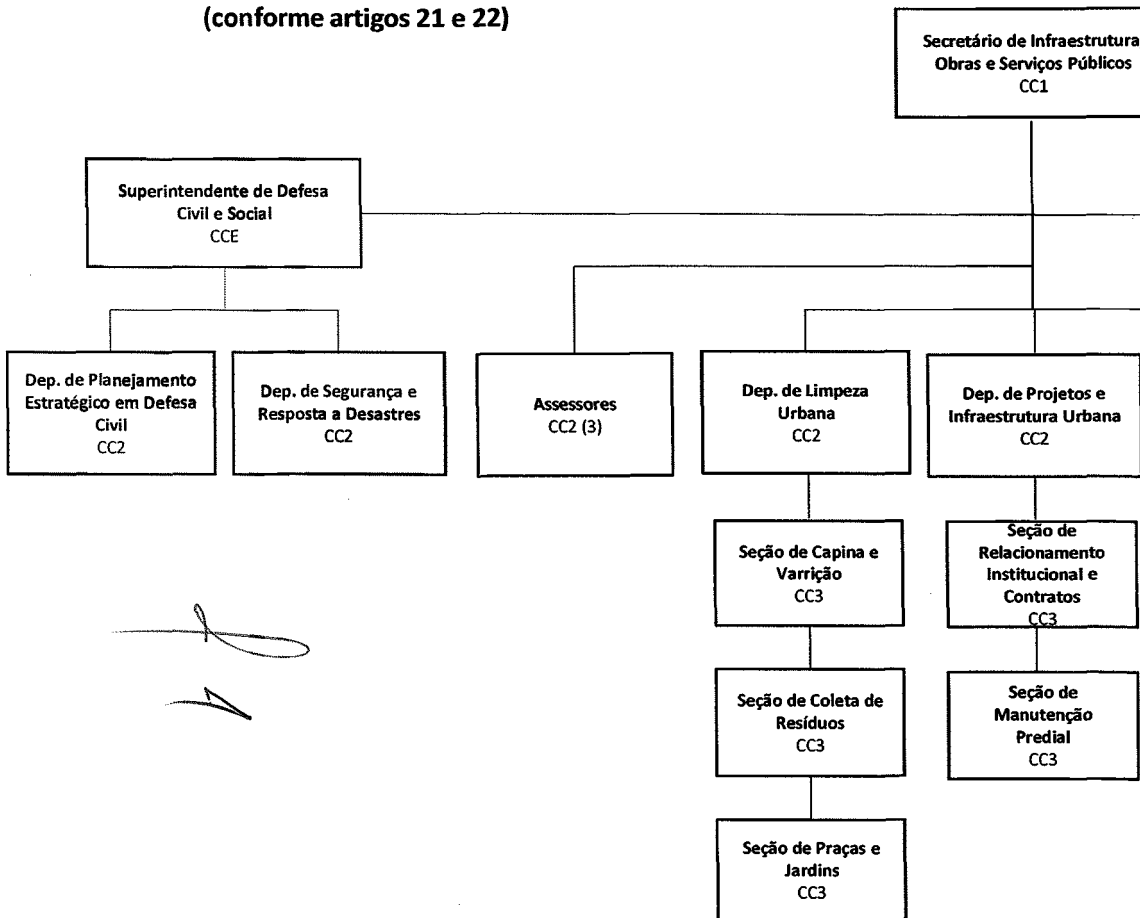 (conforme artigos 21 e 22)
Secretário de Infraestrutura
Obras e Serviços Públicos
CC1
Superintendente de Defesa
Civil e Social
CCE
Dep. de Planejamento
Estratégico em Defesa
Civil
CC2
Dep. de Segurança e
Resposta a Desastres
CC2
Assessores
CC2 (3)
Dep. de Limpeza
Urbana
CC2
Dep. de Projetos e
Infraestrutura Urbana
CC2
Seção de Capina e
Varrição
CC3
Seção de
Relacionamento
Institucional e
Contratos
CC3
Seção de Coleta de
Resíduos
CC3
Seção de
Manutenção
Predial
CC3
Seção de Praças e
Jardins
CC3